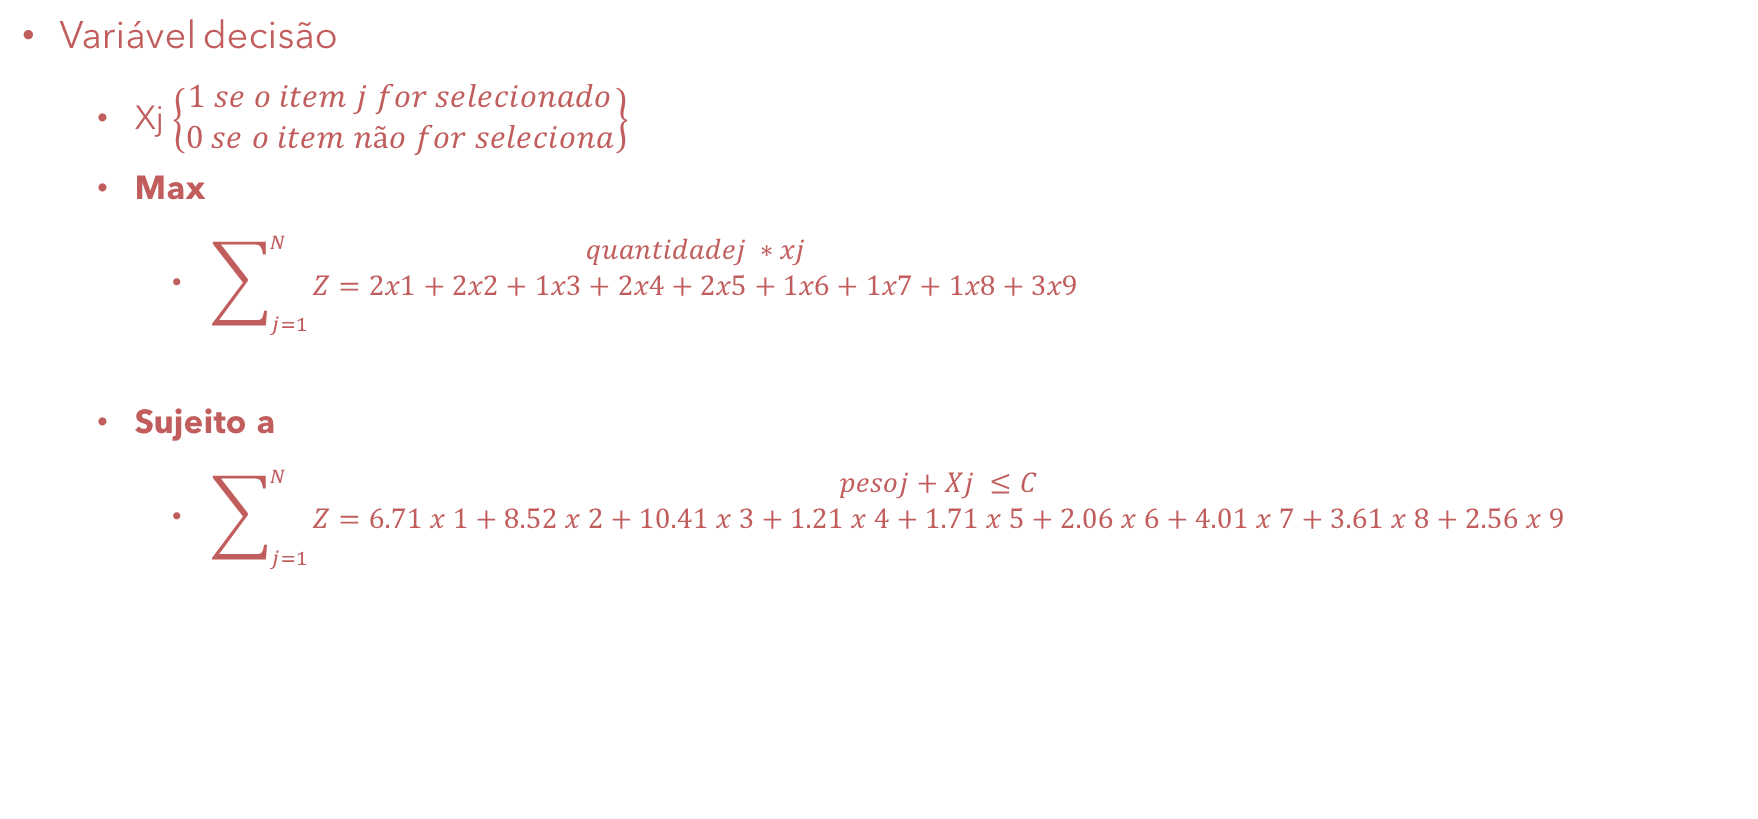 • Variável decisão
• Xj {1 se o item j for selecionado
0 se o item não for seleciona}
• Max
• ∑ N j=1 quantidadej ∗ xj
Z = 2x1 + 2x2 + 1x3 + 2x4 + 2x5 + 1x6 + 1x7 + 1x8 + 3x9
• Sujeito a
• ∑ N j=1 pesoj + Xj ≤ C
Z = 6.71 x 1 + 8.52 x 2 + 10.41 x 3 + 1.21 x 4 + 1.71 x 5 + 2.06 x 6 + 4.01 x 7 + 3.61 x 8 + 2.56 x 9